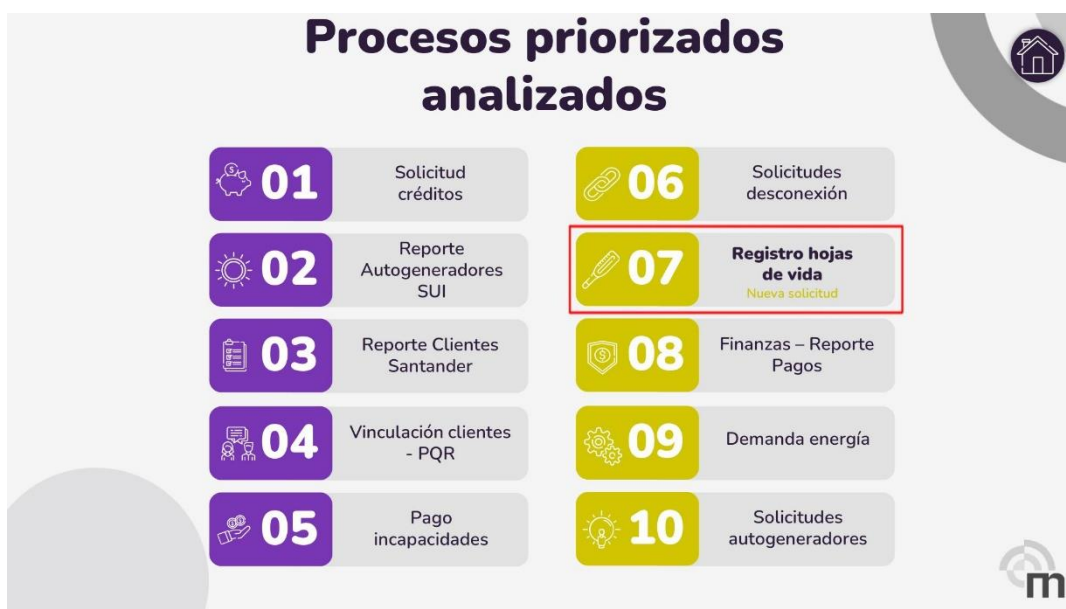 Procesos priorizados
analizados
01
Solicitud
créditos
02
Reporte
Autogeneradores
SUI
03
Reporte Clientes
Santander
04
Vinculación clientes
- PQR
05
Pago
incapacidades
06
Solicitudes
desconexión
07
Registro hojas
de vida
Nueva solicitud
08
Finanzas – Reporte
Pagos
09
Demanda energía
10
Solicitudes
autogeneradores
m